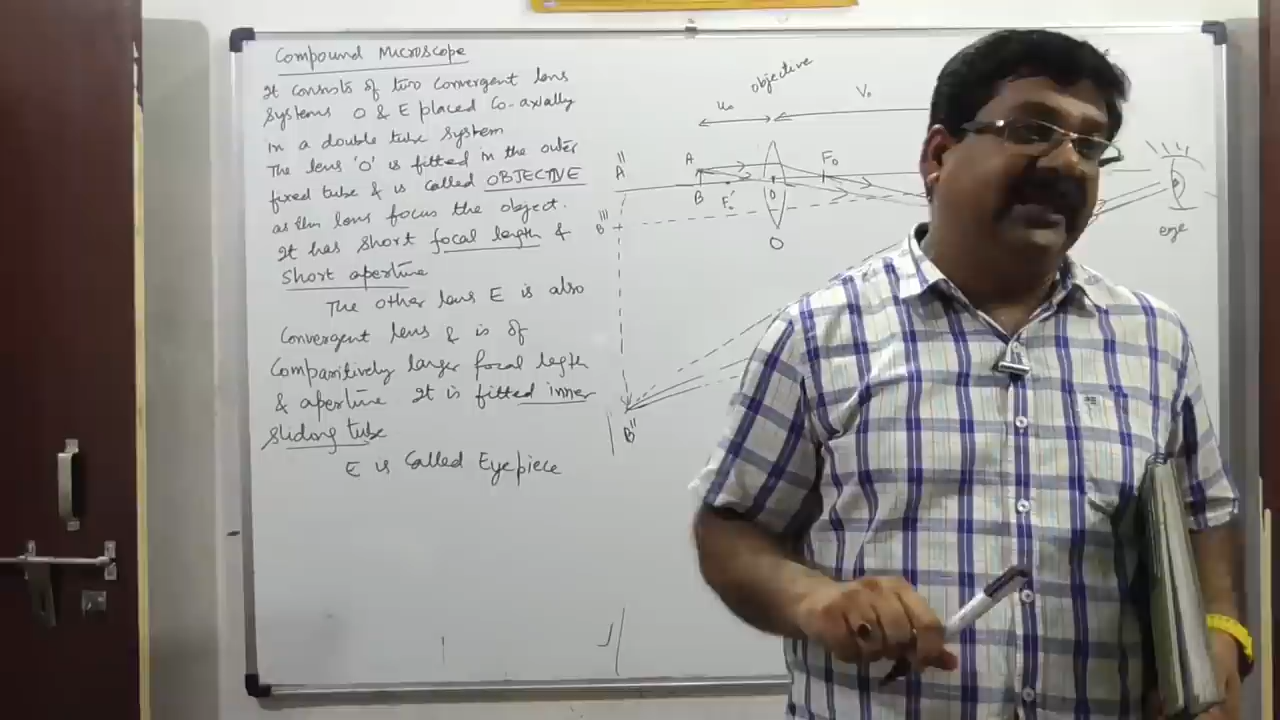 Compound Microscope
It consists of two convergent lens
systems O & E placed Co-axially
in a double tube system
The lens 'O' is fitted in the outer
fixed tube & is called OBJECTIVE
as this lens focus the object.
It has short focal length &
Short aperture
The other lens E is also
Convergent lens & is of
Comparitively larger focal legth
& aperture It is fitted inner
sliding tube
E is called Eyepiece
objective
u₀
V₀
A"
A
F₀
B
F₀'
O
B'''
O
eye
B"